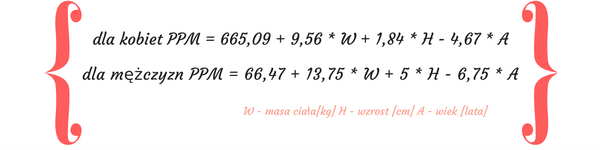 dla kobiet PPM = 665,09 + 9,56 * W + 1,84 * H - 4,67 * A
dla mężczyzn PPM = 66,47 + 13,75 * W + 5 * H - 6,75 * A
W - masa ciała[kg] H - wzrost [cm] A - wiek [lata]